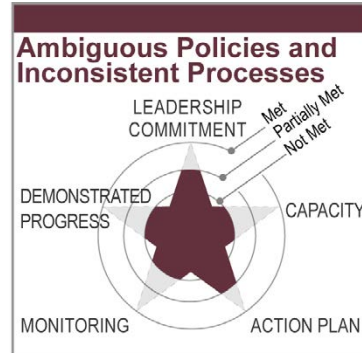 Ambiguous Policies and
Inconsistent Processes
LEADERSHIP
COMMITMENT
Met
Partially Met
Not Met
DEMONSTRATED
PROGRESS
CAPACITY
MONITORING
ACTION PLAN